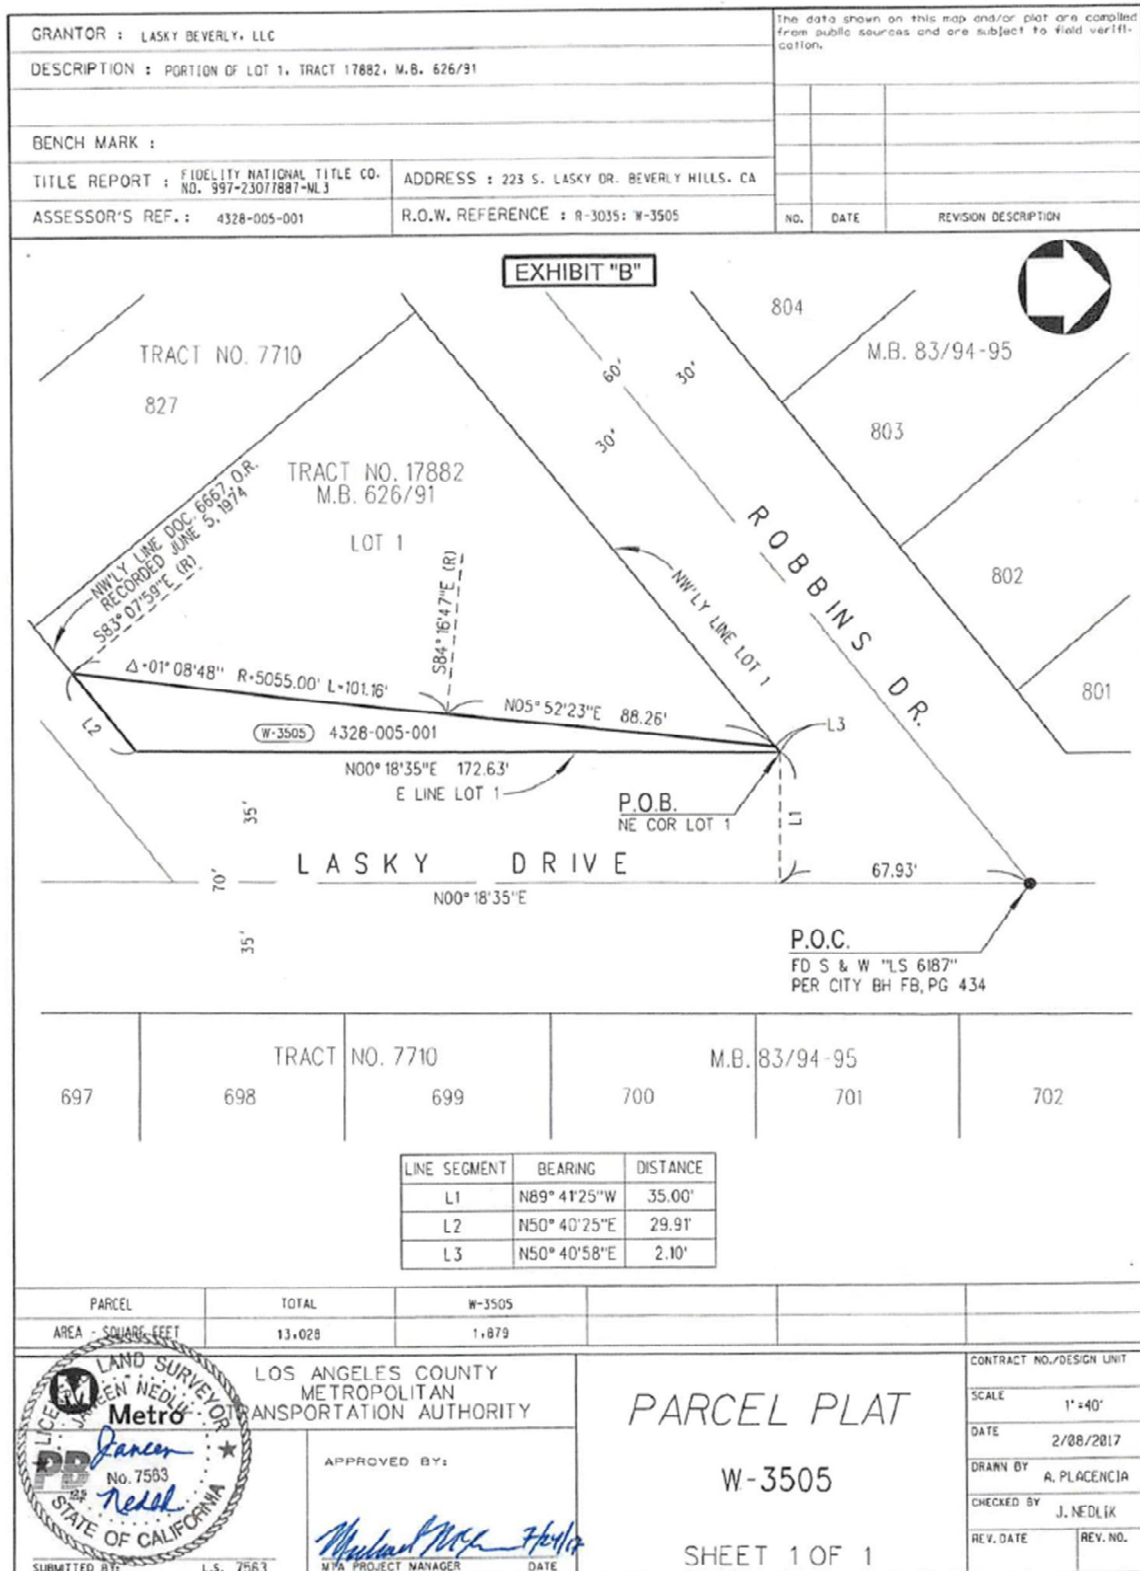 GRANTOR : LASKY BEVERLY, LLC
The data shown on this map and/or plat are compiled
from public sources and are subject to field verifi-
cation.
DESCRIPTION : PORTION OF LOT 1, TRACT 17882, M.B. 626/91
BENCH MARK :
TITLE REPORT : FIDELITY NATIONAL TITLE CO.
NO. 997-23077887-NL3
ADDRESS : 223 S. LASKY DR. BEVERLY HILLS, CA
ASSESSOR'S REF.: 4328-005-001
R.O.W. REFERENCE : R-3035; W-3505
NO. DATE REVISION DESCRIPTION
EXHIBIT "B"
804
TRACT NO. 7710
M.B. 83/94-95
827
60'
30'
30'
803
TRACT NO. 17882
M.B. 626/91
LOT 1
NW'LY LINE DOC. 6667, O.R.
RECORDED JUNE 5, 1974
S83°07'59"E (R)
S84°16'47"E (R)
NW'LY LINE LOT 1
ROBBINS DR.
802
801
Δ=01°08'48" R=5055.00' L=101.16'
N05°52'23"E 88.26'
L3
L2
W-3505 4328-005-001
N00°18'35"E 172.63'
E LINE LOT 1
P.O.B.
NE COR LOT 1
L1
35'
LASKY DRIVE
70'
67.93'
N00°18'35"E
35'
P.O.C.
FD S & W "LS 6187"
PER CITY BH FB, PG 434
TRACT NO. 7710
M.B. 83/94-95
697 698 699 700 701 702
LINE SEGMENT BEARING DISTANCE
L1 N89°41'25"W 35.00'
L2 N50°40'25"E 29.91'
L3 N50°40'58"E 2.10'
PARCEL TOTAL W-3505
AREA - SQUARE FEET 13,028 1,879
LAND SURVEYOR
JANEEN NEDLIK
Metro
PB
Janeen
No. 7563
Nedlik
STATE OF CALIFORNIA
SUBMITTED BY: L.S. 7563
LOS ANGELES COUNTY
METROPOLITAN
TRANSPORTATION AUTHORITY
APPROVED BY:
Michael
MTA PROJECT MANAGER DATE
PARCEL PLAT
W-3505
SHEET 1 OF 1
CONTRACT NO./DESIGN UNIT
SCALE 1"=40'
DATE 2/08/2017
DRAWN BY A. PLACENCIA
CHECKED BY J. NEDLIK
REV. DATE REV. NO.